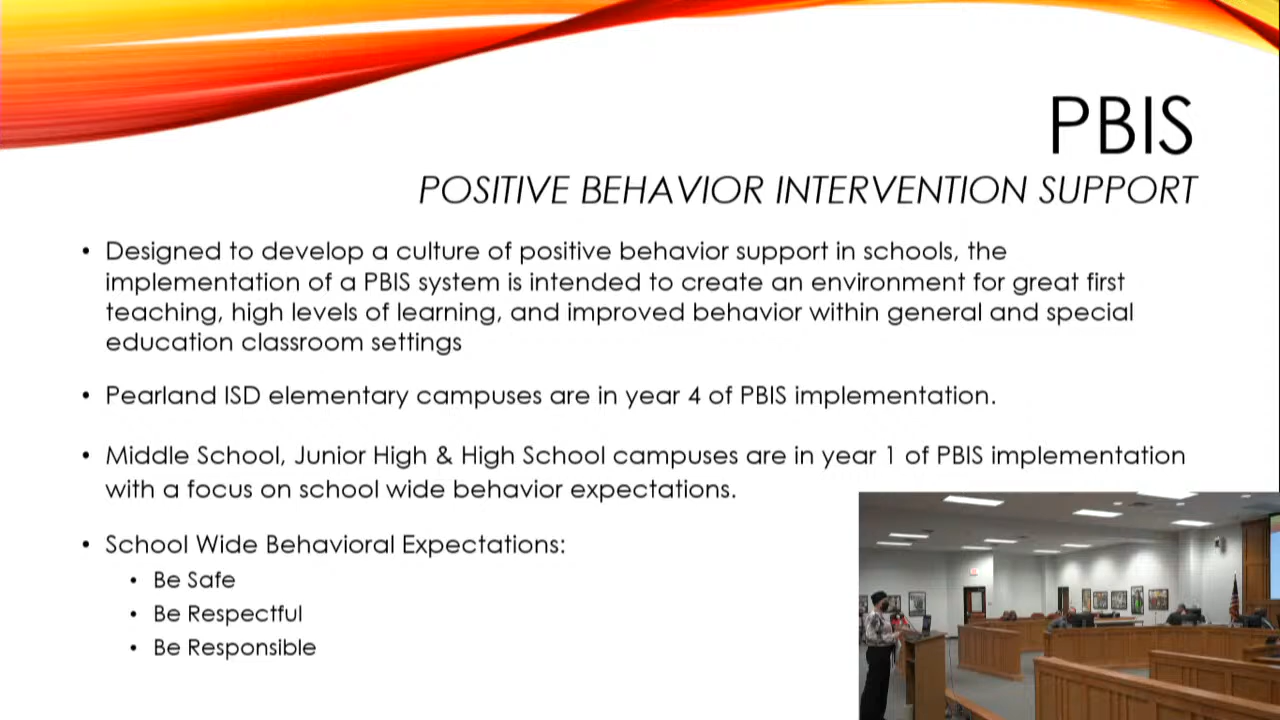 PBIS
POSITIVE BEHAVIOR INTERVENTION SUPPORT
• Designed to develop a culture of positive behavior support in schools, the
implementation of a PBIS system is intended to create an environment for great first
teaching, high levels of learning, and improved behavior within general and special
education classroom settings
• Pearland ISD elementary campuses are in year 4 of PBIS implementation.
• Middle School, Junior High & High School campuses are in year 1 of PBIS implementation
with a focus on school wide behavior expectations.
• School Wide Behavioral Expectations:
• Be Safe
• Be Respectful
• Be Responsible